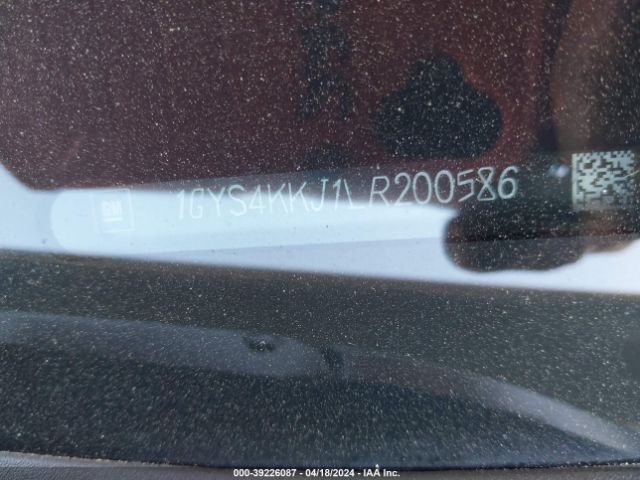 GM 1GYS4KKJ1LR200586
000-39226087 - 04/18/2024 - IAA Inc.